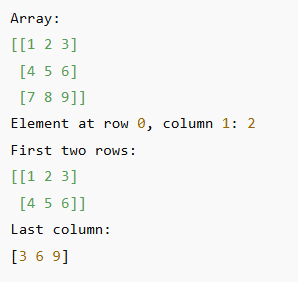 Array:
[[1 2 3]
 [4 5 6]
 [7 8 9]]
Element at row 0, column 1: 2
First two rows:
[[1 2 3]
 [4 5 6]]
Last column:
[3 6 9]